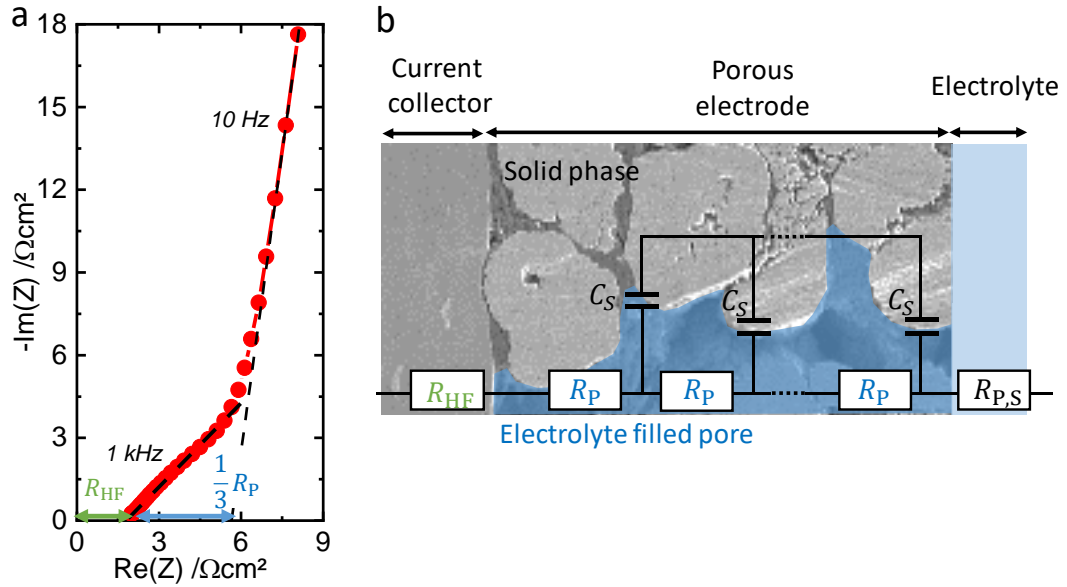 a
18
15
12
9
6
3
0
-Im(Z) /Ωcm²
10 Hz
1 kHz
R_HF
1/3 R_P
0
3
6
9
Re(Z) /Ωcm²
b
Current
collector
Porous
electrode
Electrolyte
Solid phase
C_S
C_S
C_S
R_HF
R_P
R_P
R_P
R_P,S
Electrolyte filled pore